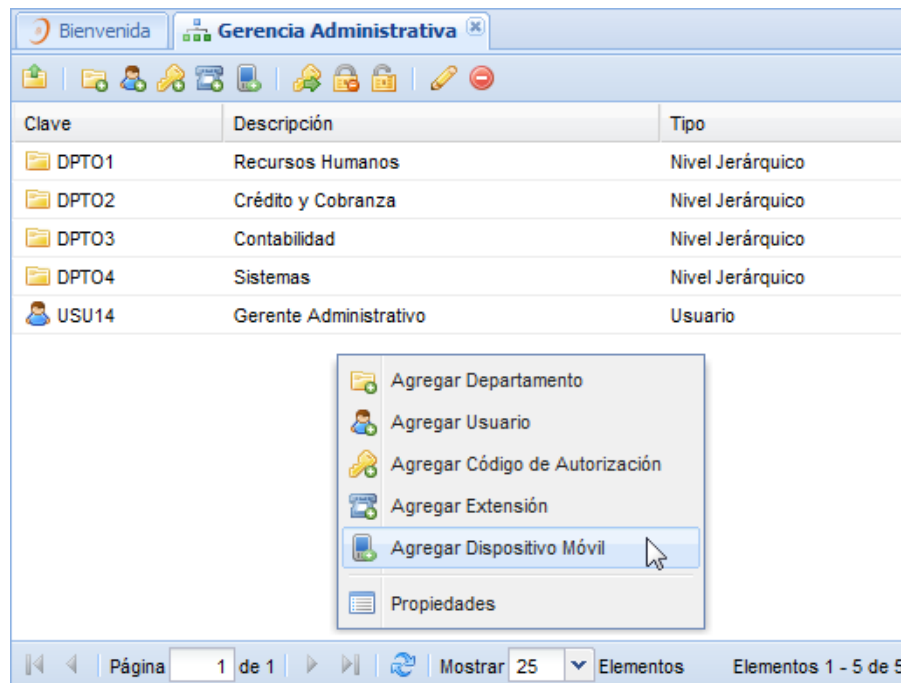 Bienvenida Gerencia Administrativa
Clave Descripción Tipo
DPTO1 Recursos Humanos Nivel Jerárquico
DPTO2 Crédito y Cobranza Nivel Jerárquico
DPTO3 Contabilidad Nivel Jerárquico
DPTO4 Sistemas Nivel Jerárquico
USU14 Gerente Administrativo Usuario
Agregar Departamento
Agregar Usuario
Agregar Código de Autorización
Agregar Extensión
Agregar Dispositivo Móvil
Propiedades
Página 1 de 1 Mostrar 25 Elementos Elementos 1 - 5 de 5